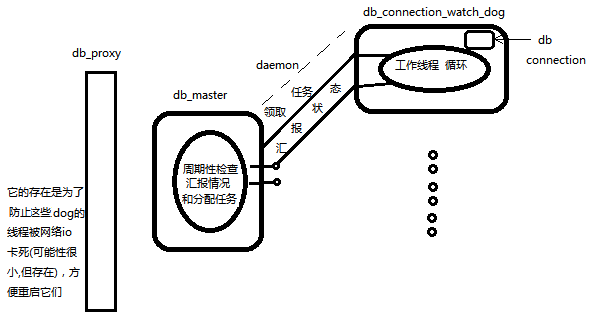 db_connection_watch_dog
db_proxy
daemon
db
connection
工作线程 循环
db_master
领取 任务
汇 报 状 态
周期性检查
汇报情况
和分配任务
它的存在是为了
防止这些dog的
线程被网络io
卡死(可能性很
小,但存在)，方
便重启它们